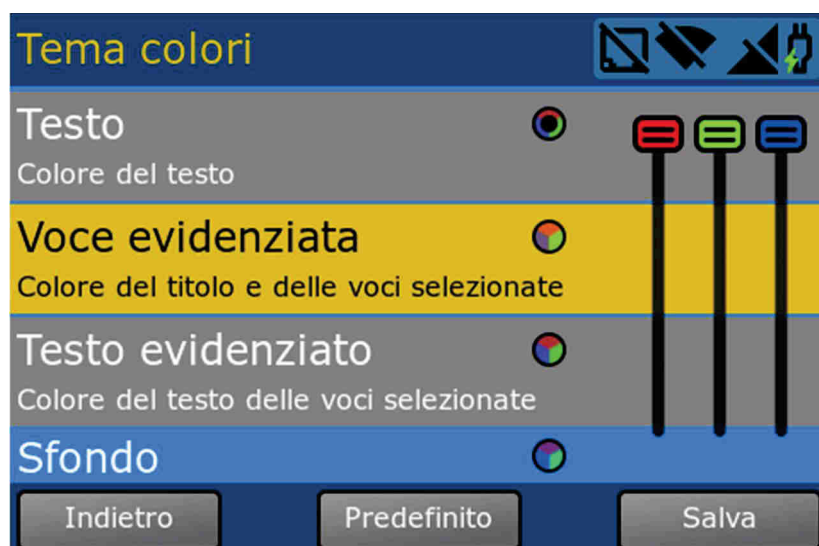 Tema colori
Testo
Colore del testo
Voce evidenziata
Colore del titolo e delle voci selezionate
Testo evidenziato
Colore del testo delle voci selezionate
Sfondo
Indietro
Predefinito
Salva